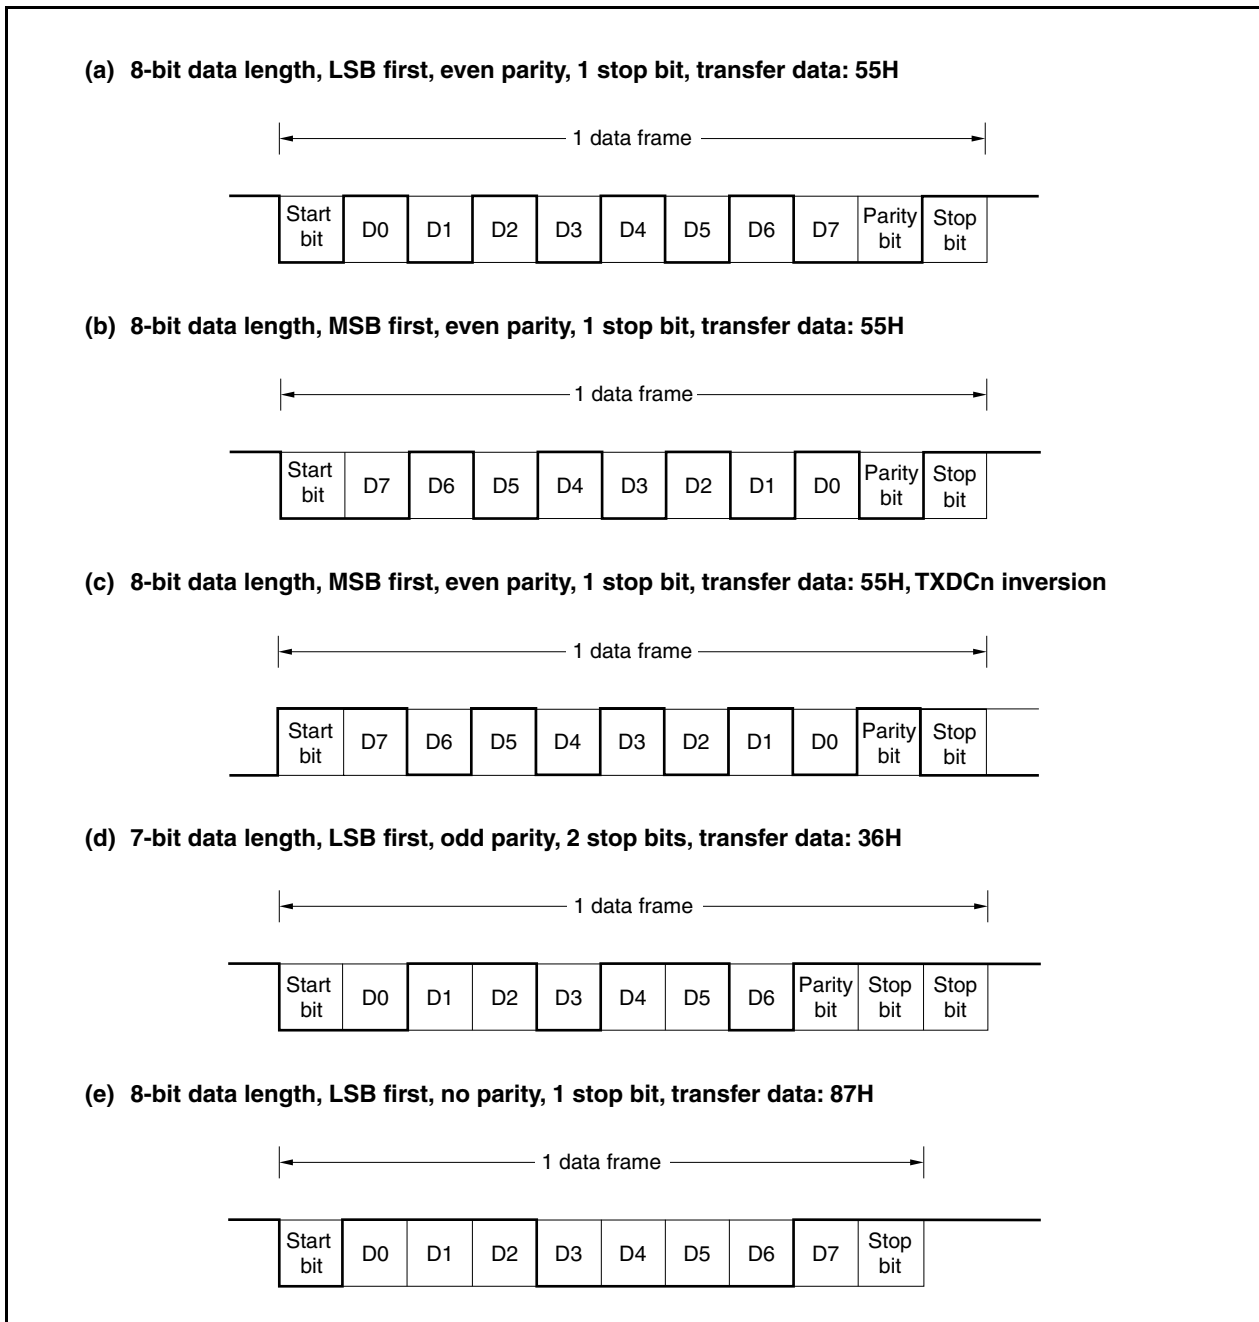 (a) 8-bit data length, LSB first, even parity, 1 stop bit, transfer data: 55H
1 data frame
Start bit D0 D1 D2 D3 D4 D5 D6 D7 Parity bit Stop bit
(b) 8-bit data length, MSB first, even parity, 1 stop bit, transfer data: 55H
1 data frame
Start bit D7 D6 D5 D4 D3 D2 D1 D0 Parity bit Stop bit
(c) 8-bit data length, MSB first, even parity, 1 stop bit, transfer data: 55H, TXDCn inversion
1 data frame
Start bit D7 D6 D5 D4 D3 D2 D1 D0 Parity bit Stop bit
(d) 7-bit data length, LSB first, odd parity, 2 stop bits, transfer data: 36H
1 data frame
Start bit D0 D1 D2 D3 D4 D5 D6 Parity bit Stop bit Stop bit
(e) 8-bit data length, LSB first, no parity, 1 stop bit, transfer data: 87H
1 data frame
Start bit D0 D1 D2 D3 D4 D5 D6 D7 Stop bit